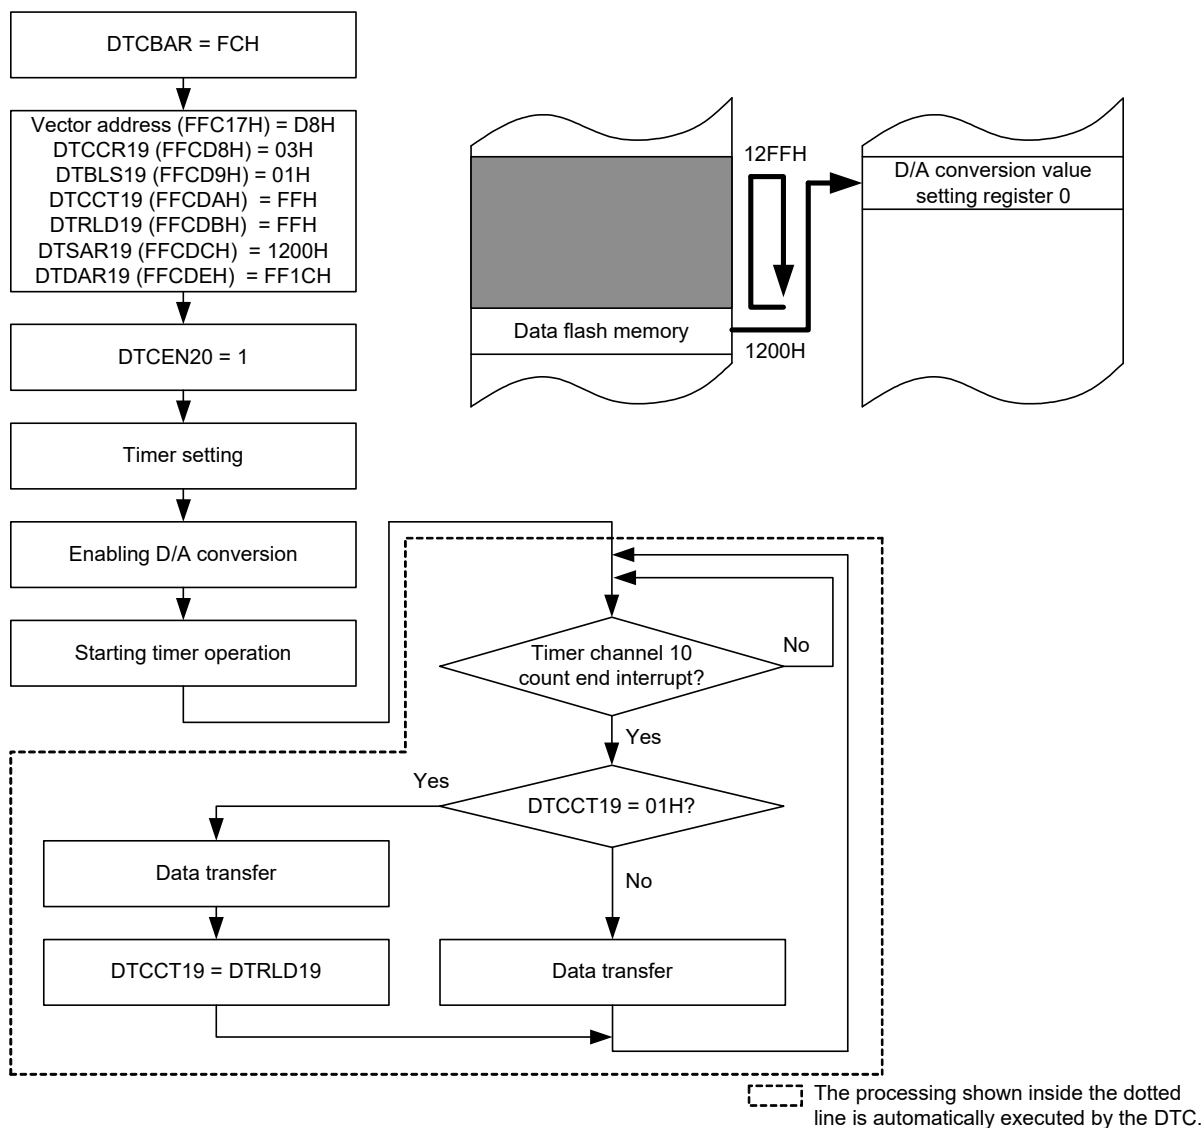 DTCBAR = FCH
Vector address (FFC17H) = D8H
DTCCR19 (FFCD8H) = 03H
DTBLS19 (FFCD9H) = 01H
DTCCT19 (FFCDAH) = FFH
DTRLD19 (FFCDBH) = FFH
DTSAR19 (FFCDCH) = 1200H
DTDAR19 (FFCDEH) = FF1CH
DTCEN20 = 1
Timer setting
Enabling D/A conversion
Starting timer operation
12FFH
D/A conversion value
setting register 0
Data flash memory
1200H
Timer channel 10
count end interrupt?
No
Yes
DTCCT19 = 01H?
Yes
No
Data transfer
DTCCT19 = DTRLD19
Data transfer
The processing shown inside the dotted
line is automatically executed by the DTC.